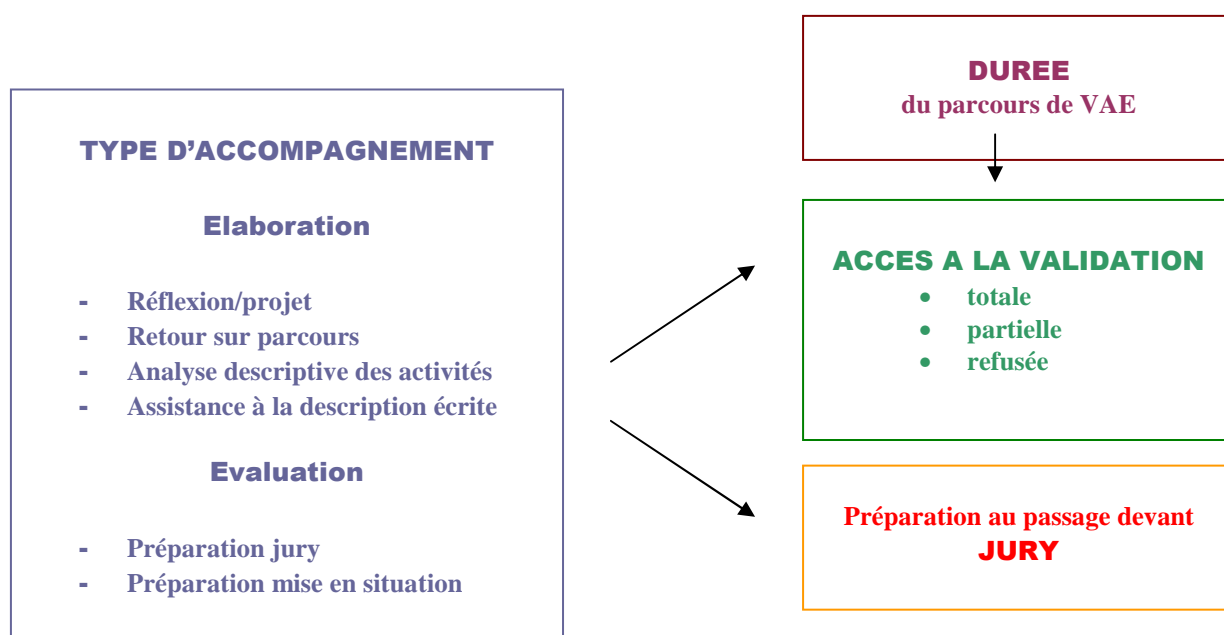 TYPE D'ACCOMPAGNEMENT
Elaboration
- Réflexion/projet
- Retour sur parcours
- Analyse descriptive des activités
- Assistance à la description écrite
Evaluation
- Préparation jury
- Préparation mise en situation
DUREE
du parcours de VAE
ACCES A LA VALIDATION
• totale
• partielle
• refusée
Préparation au passage devant
JURY